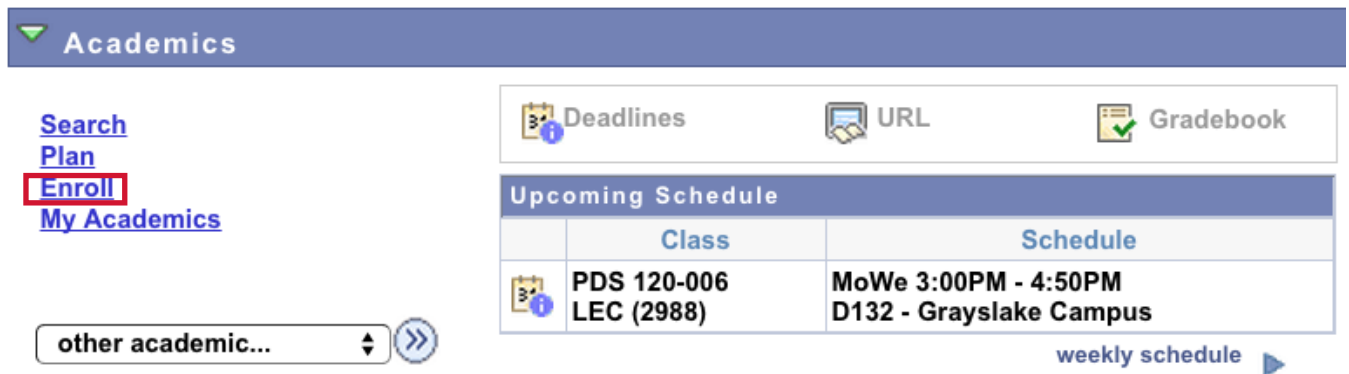 Academics
Search
Plan
Enroll
My Academics
other academic...
Deadlines
URL
Gradebook
Upcoming Schedule
Class
Schedule
PDS 120-006
LEC (2988)
MoWe 3:00PM - 4:50PM
D132 - Grayslake Campus
weekly schedule